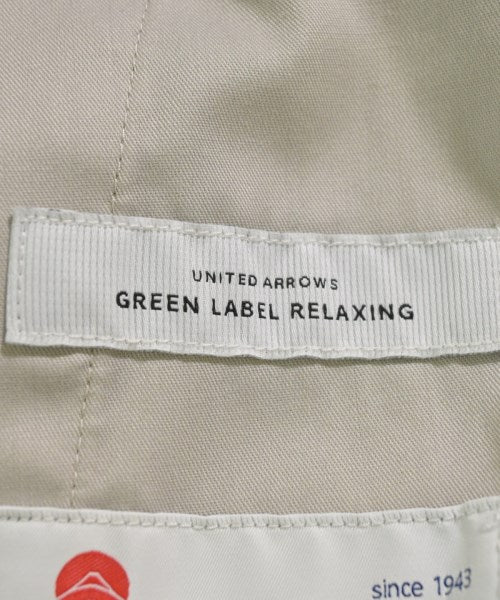 UNITED ARROWS
GREEN LABEL RELAXING
since 1943